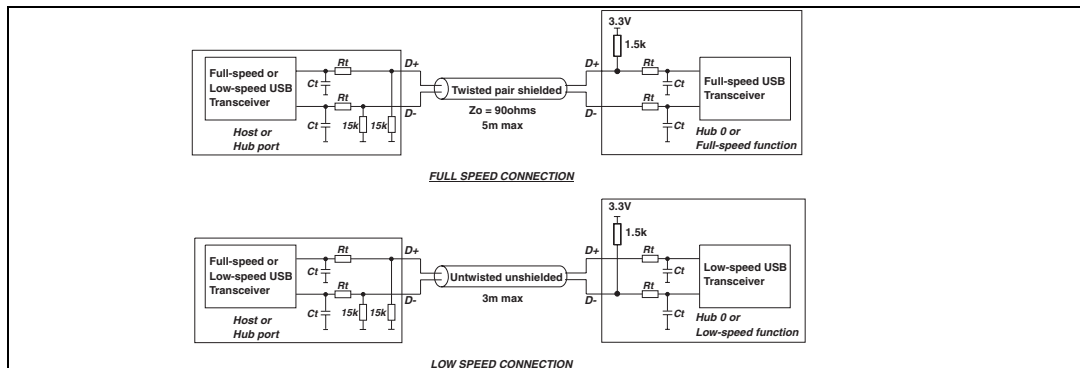 3.3V
1.5k
D+
D+
Rt
Rt
Full-speed or
Low-speed USB
Transceiver
Ct
Twisted pair shielded
Ct
Full-speed USB
Transceiver
Rt
Rt
Zo = 90ohms
5m max
D-
D-
Ct
15k
15k
Ct
Host or
Hub port
Hub 0 or
Full-speed function
FULL SPEED CONNECTION
3.3V
1.5k
D+
D+
Rt
Rt
Full-speed or
Low-speed USB
Transceiver
Ct
Untwisted unshielded
Ct
Low-speed USB
Transceiver
Rt
Rt
3m max
D-
D-
Ct
15k
15k
Ct
Host or
Hub port
Hub 0 or
Low-speed function
LOW SPEED CONNECTION